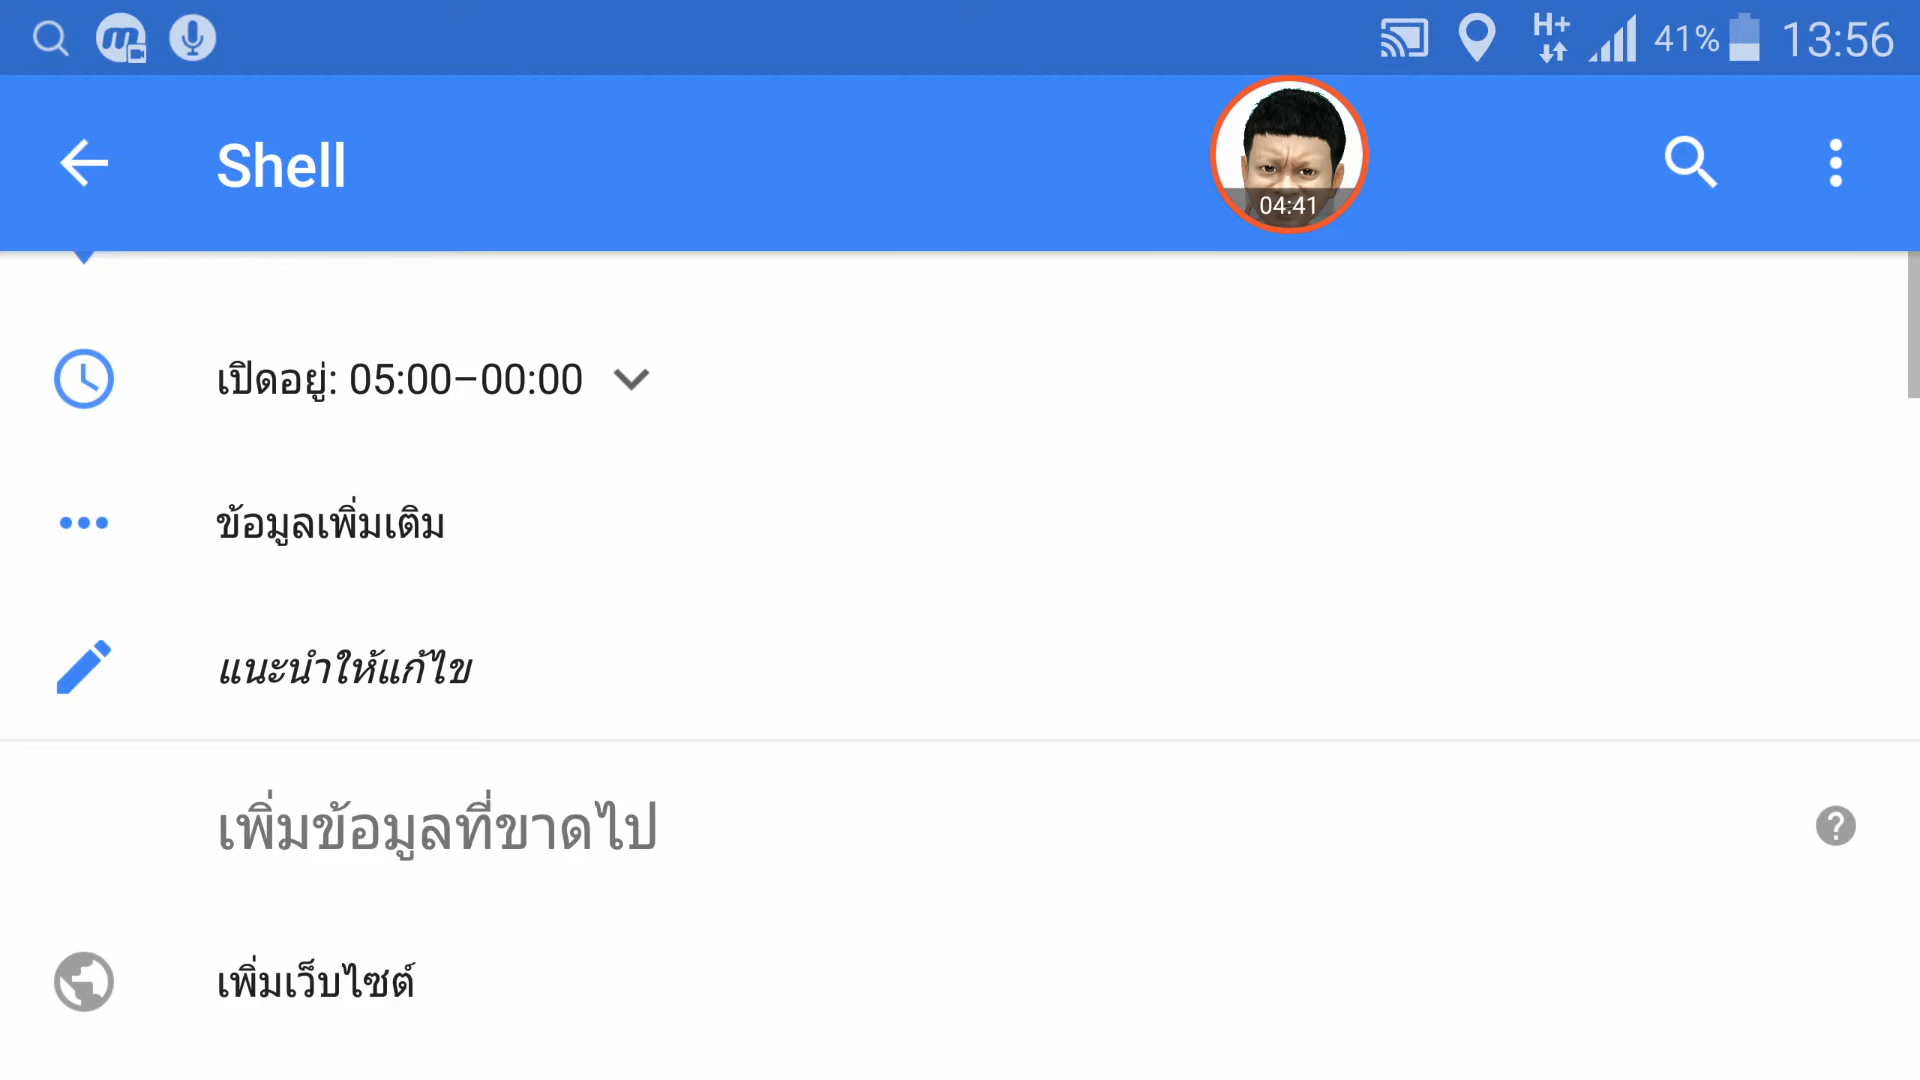 H+ 41% 13:56
Shell
04:41
เปิดอยู่: 05:00–00:00
ข้อมูลเพิ่มเติม
แนะนำให้แก้ไข
เพิ่มข้อมูลที่ขาดไป
เพิ่มเว็บไซต์